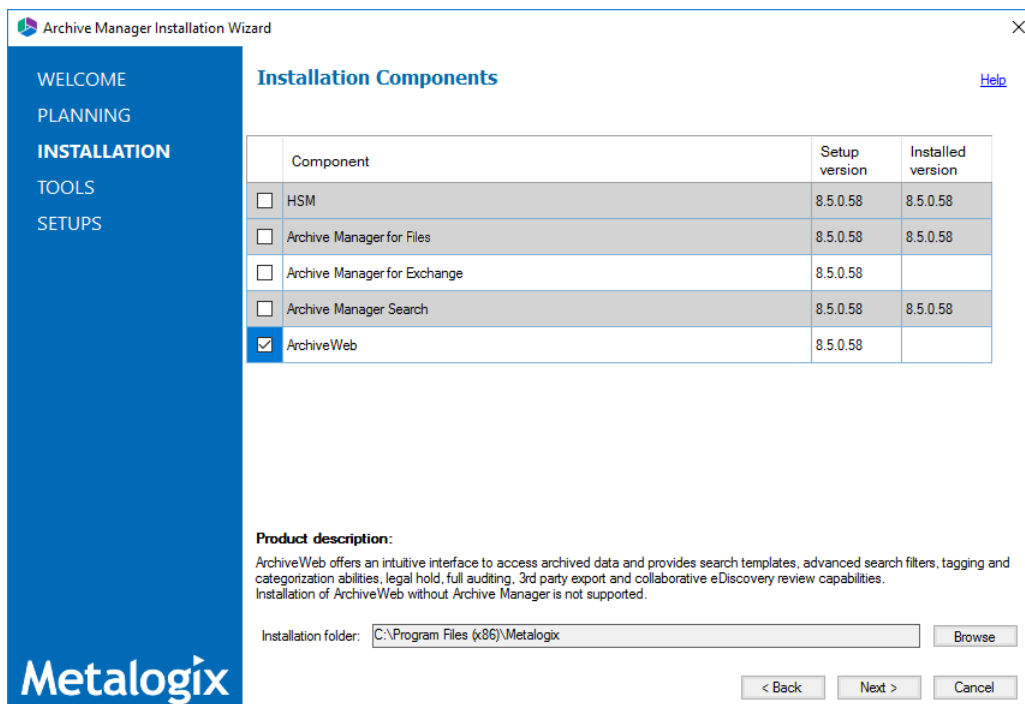 Archive Manager Installation Wizard
WELCOME
PLANNING
INSTALLATION
TOOLS
SETUPS
Metalogix
Installation Components
Help
Component Setup version Installed version
HSM 8.5.0.58 8.5.0.58
Archive Manager for Files 8.5.0.58 8.5.0.58
Archive Manager for Exchange 8.5.0.58
Archive Manager Search 8.5.0.58 8.5.0.58
ArchiveWeb 8.5.0.58
Product description:
ArchiveWeb offers an intuitive interface to access archived data and provides search templates, advanced search filters, tagging and
categorization abilities, legal hold, full auditing, 3rd party export and collaborative eDiscovery review capabilities.
Installation of ArchiveWeb without Archive Manager is not supported.
Installation folder: C:\Program Files (x86)\Metalogix Browse
< Back Next > Cancel